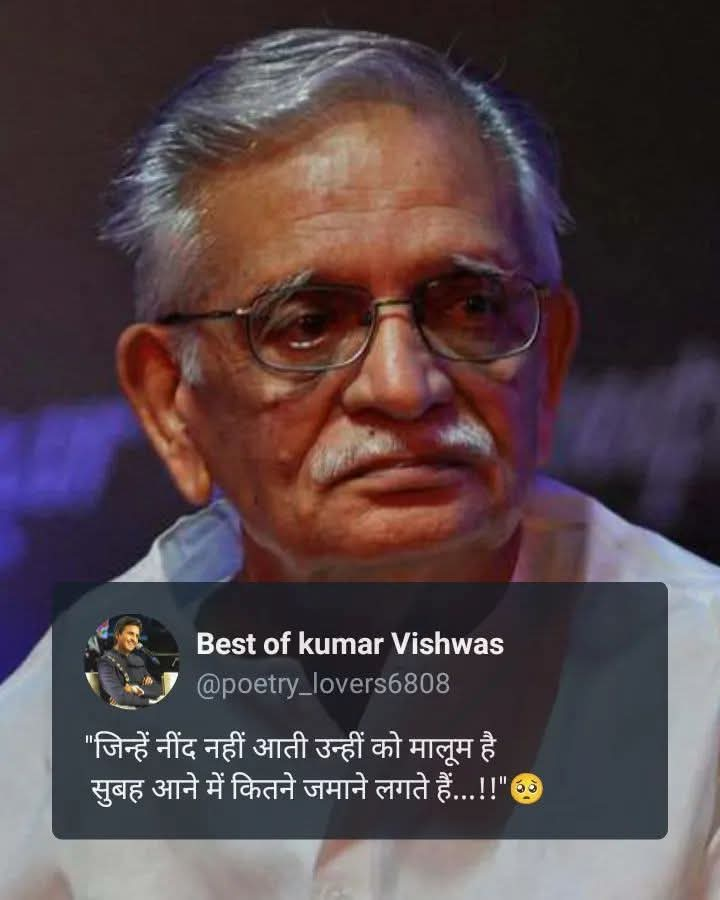 Best of kumar Vishwas
@poetry_lovers6808
"जिन्हें नींद नहीं आती उन्हीं को मालूम है
सुबह आने में कितने जमाने लगते हैं...!!"🥺